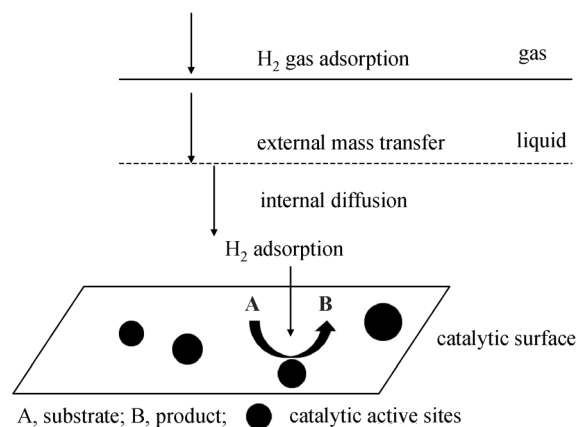 H₂ gas adsorption gas
external mass transfer liquid
internal diffusion
H₂ adsorption
A B
catalytic surface
A, substrate; B, product; catalytic active sites